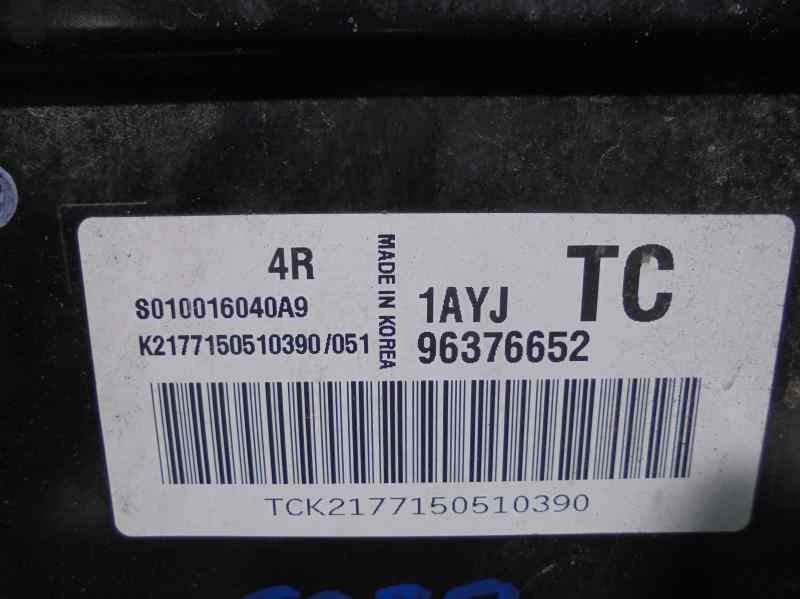 4R
S010016040A9
K2177150510390/051
MADE IN KOREA
1AYJ
TC
96376652
TCK2177150510390